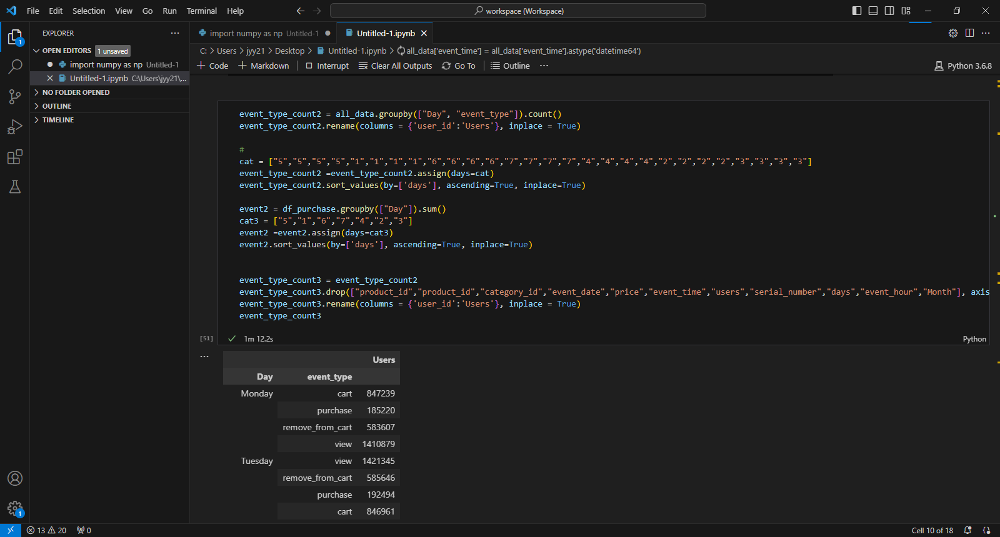 File Edit Selection View Go Run Terminal Help
workspace (Workspace)
EXPLORER
OPEN EDITORS 1 unsaved
import numpy as np Untitled-1
Untitled-1.ipynb C:\Users\jyy21\...
NO FOLDER OPENED
OUTLINE
TIMELINE
import numpy as np Untitled-1
Untitled-1.ipynb
C: > Users > jyy21 > Desktop > Untitled-1.ipynb > all_data['event_time'] = all_data['event_time'].astype('datetime64')
+ Code + Markdown Interrupt Clear All Outputs Go To Outline ... Python 3.6.8
event_type_count2 = all_data.groupby(["Day", "event_type"]).count()
event_type_count2.rename(columns = {'user_id':'Users'}, inplace = True)
#
cat = ["5","5","5","5","1","1","1","1","6","6","6","6","7","7","7","7","4","4","4","4","2","2","2","2","3","3","3","3"]
event_type_count2 =event_type_count2.assign(days=cat)
event_type_count2.sort_values(by=['days'], ascending=True, inplace=True)
event2 = df_purchase.groupby(["Day"]).sum()
cat3 = ["5","1","6","7","4","2","3"]
event2 =event2.assign(days=cat3)
event2.sort_values(by=['days'], ascending=True, inplace=True)
event_type_count3 = event_type_count2
event_type_count3.drop(["product_id","product_id","category_id","event_date","price","event_time","users","serial_number","days","event_hour","Month"], axis
event_type_count3.rename(columns = {'user_id':'Users'}, inplace = True)
event_type_count3
[51] 1m 12.2s Python
Users
Day event_type
Monday cart 847239
purchase 185220
remove_from_cart 583607
view 1410879
Tuesday view 1421345
remove_from_cart 585646
purchase 192494
cart 846961
1
1
13 20 0 Cell 10 of 18